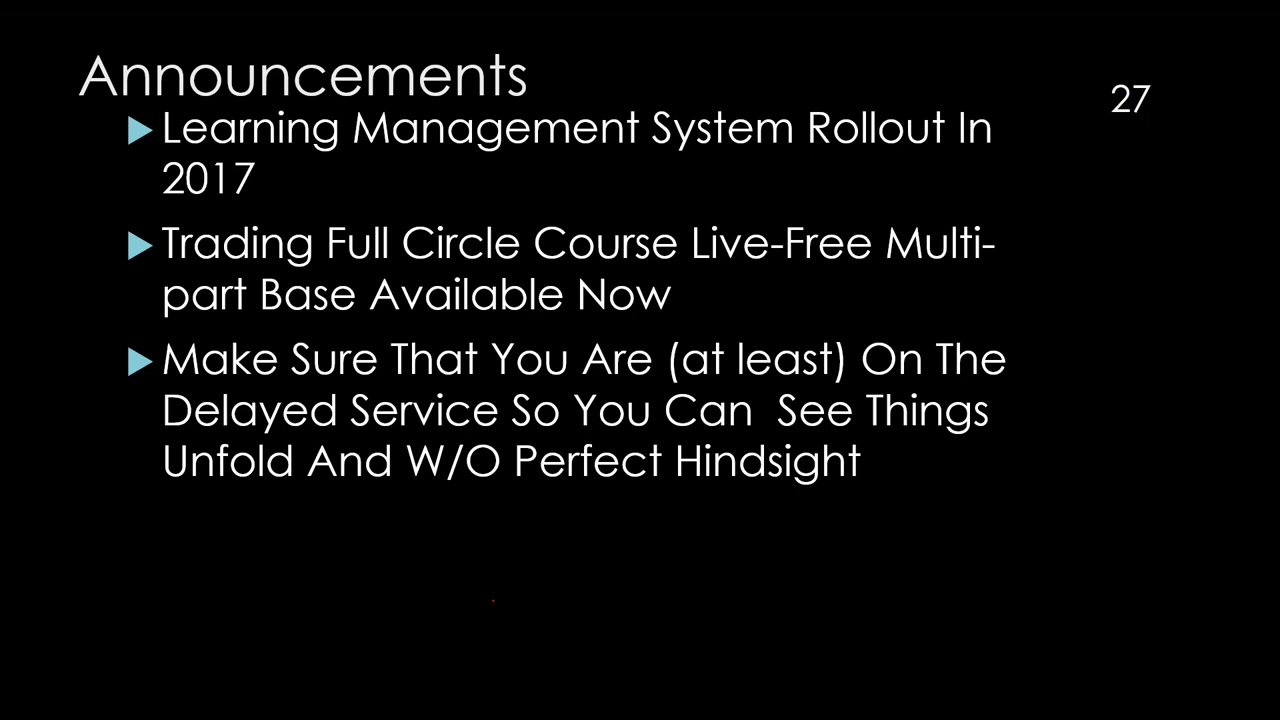 Announcements
27
Learning Management System Rollout In
2017
Trading Full Circle Course Live-Free Multi-
part Base Available Now
Make Sure That You Are (at least) On The
Delayed Service So You Can  See Things
Unfold And W/O Perfect Hindsight